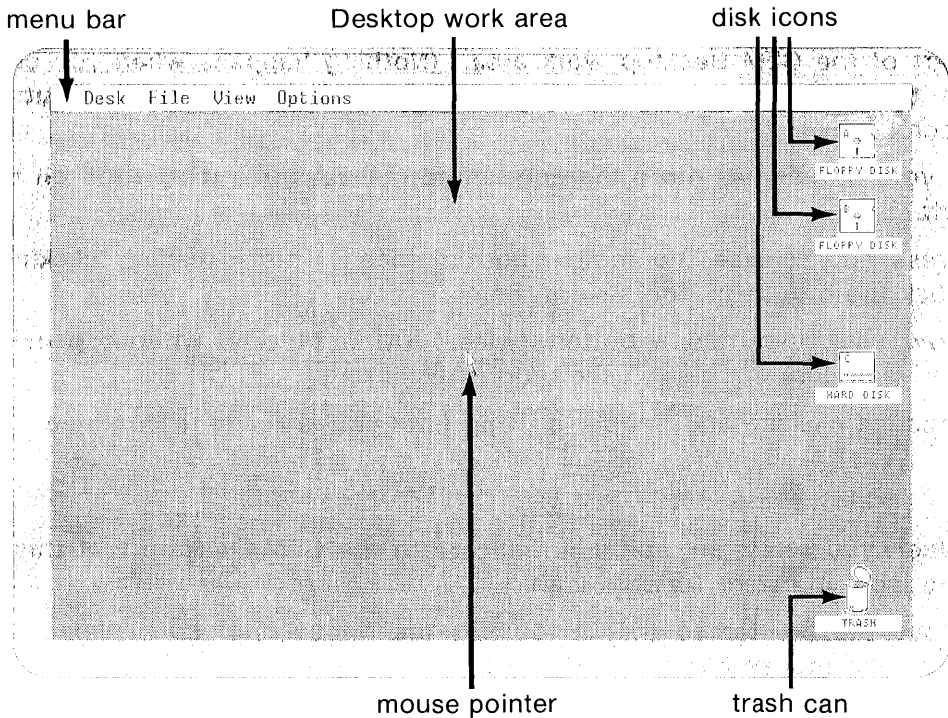 menu bar
Desktop work area
disk icons
Desk File View Options
A
FLOPPY DISK
B
FLOPPY DISK
C
HARD DISK
TRASH
mouse pointer
trash can